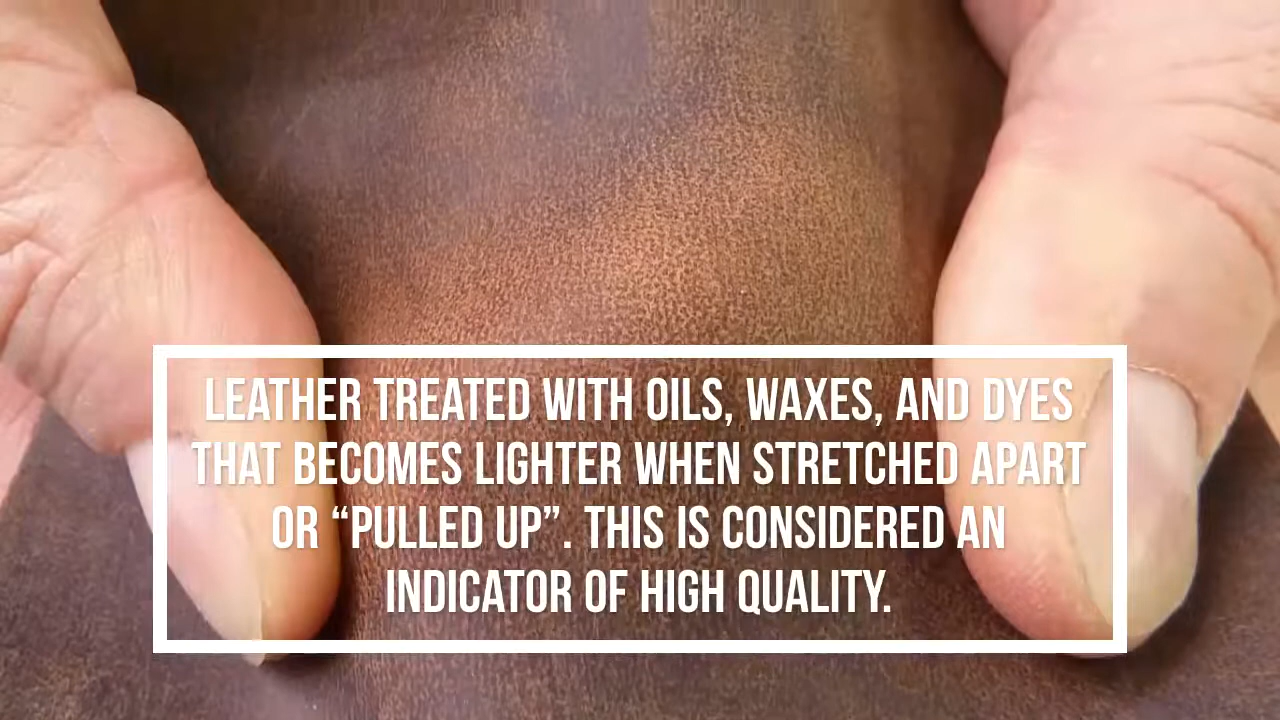 LEATHER TREATED WITH OILS, WAXES, AND DYES
THAT BECOMES LIGHTER WHEN STRETCHED APART
OR “PULLED UP”. THIS IS CONSIDERED AN
INDICATOR OF HIGH QUALITY.